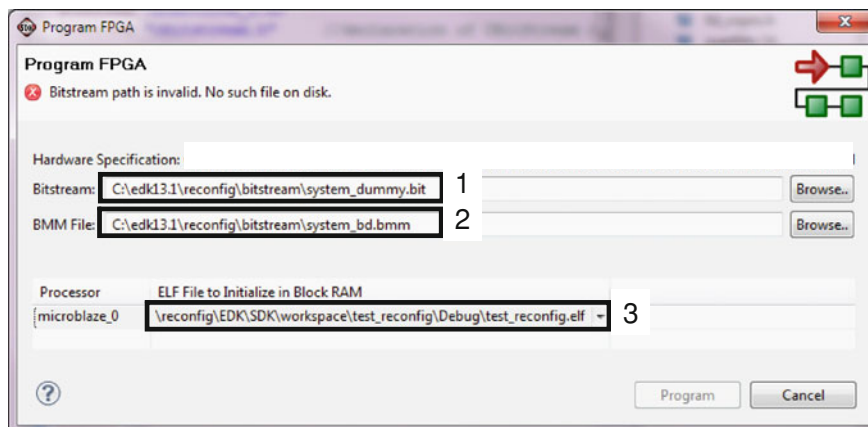 SDK Program FPGA
Program FPGA
Bitstream path is invalid. No such file on disk.
Hardware Specification:
Bitstream: C:\edk13.1\reconfig\bitstream\system_dummy.bit 1 Browse..
BMM File: C:\edk13.1\reconfig\bitstream\system_bd.bmm 2 Browse..
Processor ELF File to Initialize in Block RAM
microblaze_0 \reconfig\EDK\SDK\workspace\test_reconfig\Debug\test_reconfig.elf 3
? Program Cancel